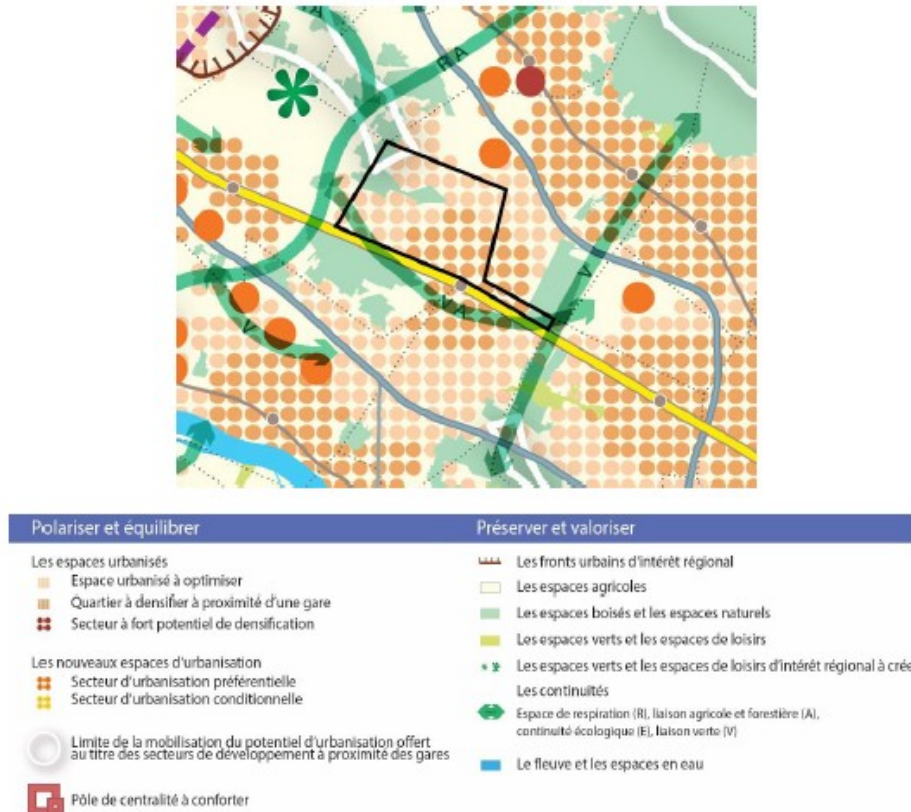 RA
VA
V
V
Polariser et équilibrer
Les espaces urbanisés
Espace urbanisé à optimiser
Quartier à densifier à proximité d'une gare
Secteur à fort potentiel de densification
Les nouveaux espaces d'urbanisation
Secteur d'urbanisation préférentielle
Secteur d'urbanisation conditionnelle
Limite de la mobilisation du potentiel d'urbanisation offert
au titre des secteurs de développement à proximité des gares
Pôle de centralité à conforter
Préserver et valoriser
Les fronts urbains d'intérêt régional
Les espaces agricoles
Les espaces boisés et les espaces naturels
Les espaces verts et les espaces de loisirs
Les espaces verts et les espaces de loisirs d'intérêt régional à crée
Les continuités
Espace de respiration (R), liaison agricole et forestière (A),
continuité écologique (E), liaison verte (V)
Le fleuve et les espaces en eau